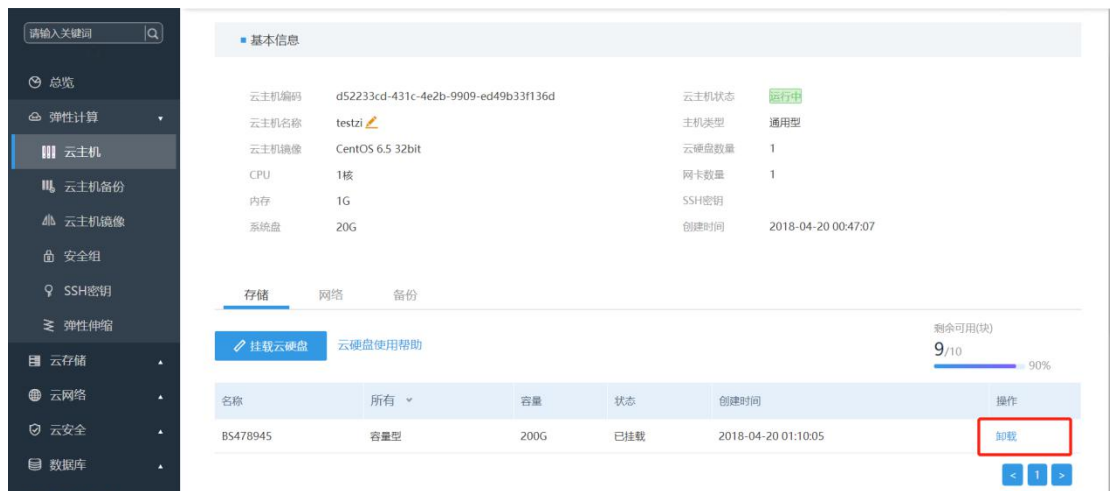 请输入关键词
总览
弹性计算
云主机
云主机备份
云主机镜像
安全组
SSH密钥
弹性伸缩
云存储
云网络
云安全
数据库
基本信息
云主机编码 d52233cd-431c-4e2b-9909-ed49b33f136d 云主机状态 运行中
云主机名称 testzi 主机类型 通用型
云主机镜像 CentOS 6.5 32bit 云硬盘数量 1
CPU 1核 网卡数量 1
内存 1G SSH密钥
系统盘 20G 创建时间 2018-04-20 00:47:07
存储 网络 备份
挂载云硬盘 云硬盘使用帮助
剩余可用(块)
9/10
90%
名称 所有 容量 状态 创建时间 操作
BS478945 容量型 200G 已挂载 2018-04-20 01:10:05 卸载
< 1 >